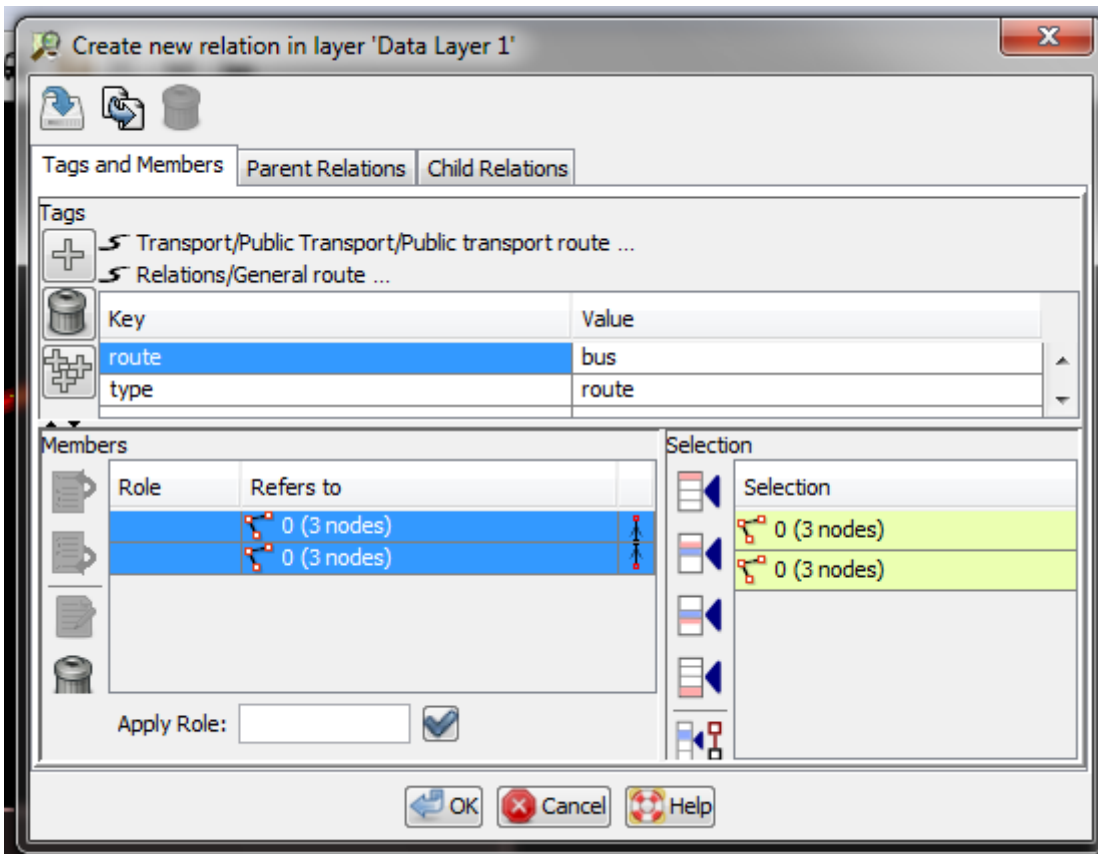 Create new relation in layer 'Data Layer 1'
Tags and Members Parent Relations Child Relations
Tags
Transport/Public Transport/Public transport route ...
Relations/General route ...
Key Value
route bus
type route
Members
Role Refers to
0 (3 nodes)
0 (3 nodes)
Apply Role:
Selection
Selection
0 (3 nodes)
0 (3 nodes)
OK Cancel Help